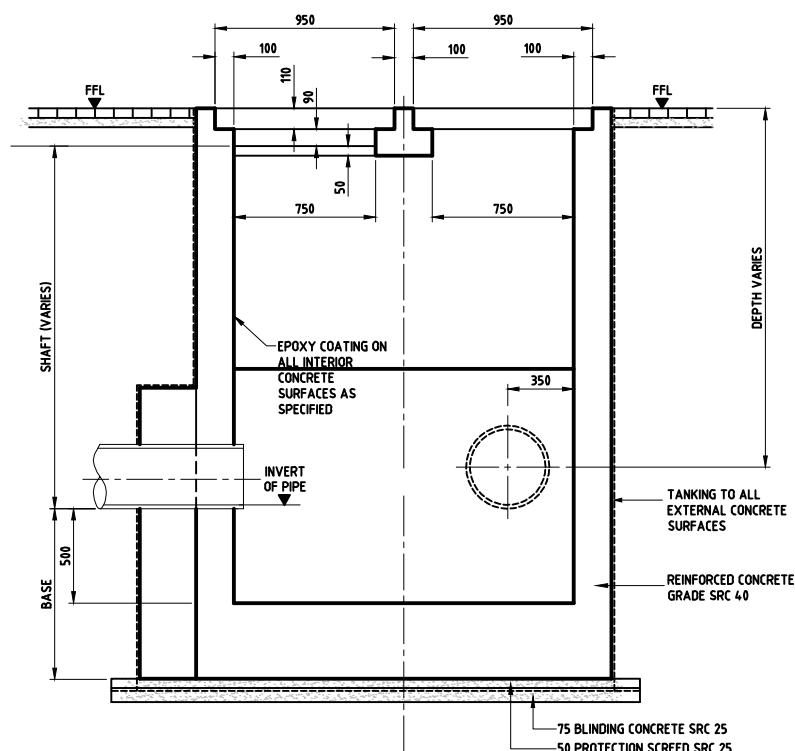 950
950
100
100
100
FFL
FFL
110
90
50
750
750
SHAFT (VARIES)
DEPTH VARIES
EPOXY COATING ON
ALL INTERIOR
CONCRETE
SURFACES AS
SPECIFIED
350
INVERT
OF PIPE
TANKING TO ALL
EXTERNAL CONCRETE
SURFACES
500
BASE
REINFORCED CONCRETE
GRADE SRC 40
75 BLINDING CONCRETE SRC 25
50 PROTECTION SCREED SRC 25